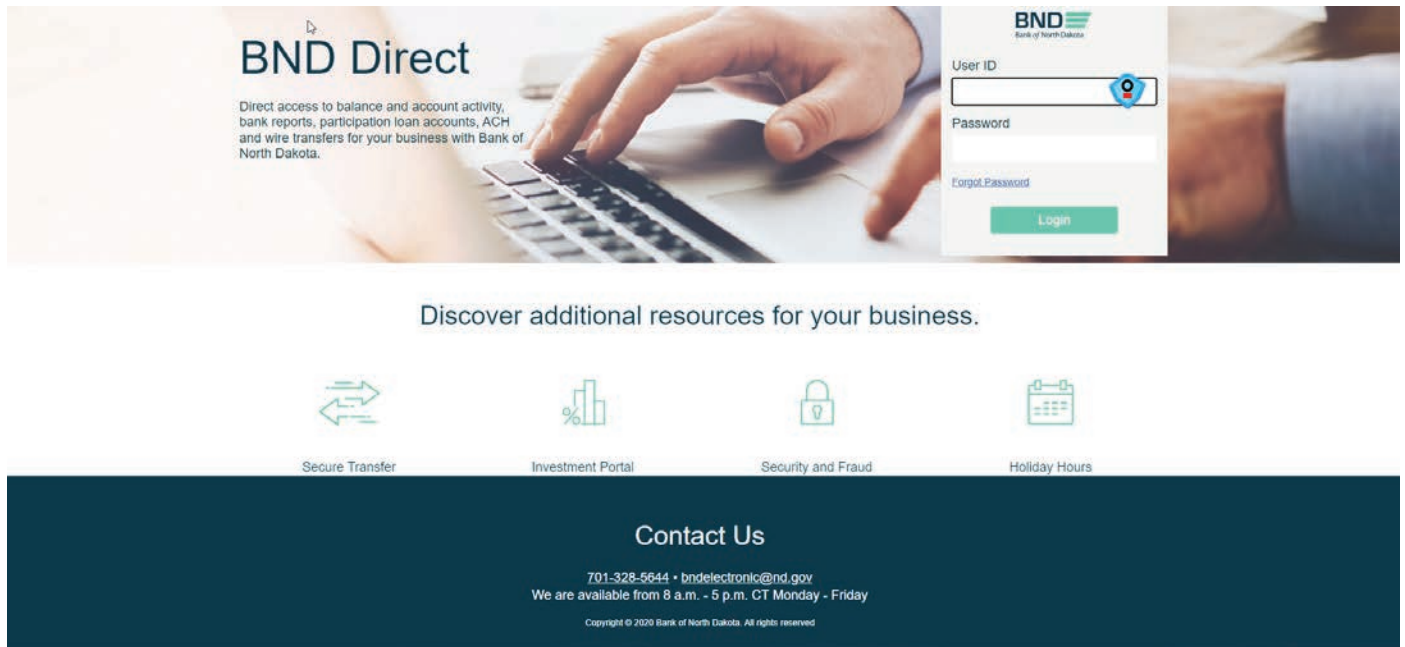 BND Direct
Direct access to balance and account activity,
bank reports, participation loan accounts, ACH
and wire transfers for your business with Bank of
North Dakota.
BND
Bank of North Dakota
User ID
Password
Forgot Password
Login
Discover additional resources for your business.
%
Secure Transfer
Investment Portal
Security and Fraud
Holiday Hours
Contact Us
701-328-5644 • bndelectronic@nd.gov
We are available from 8 a.m. - 5 p.m. CT Monday - Friday
Copyright © 2020 Bank of North Dakota. All rights reserved